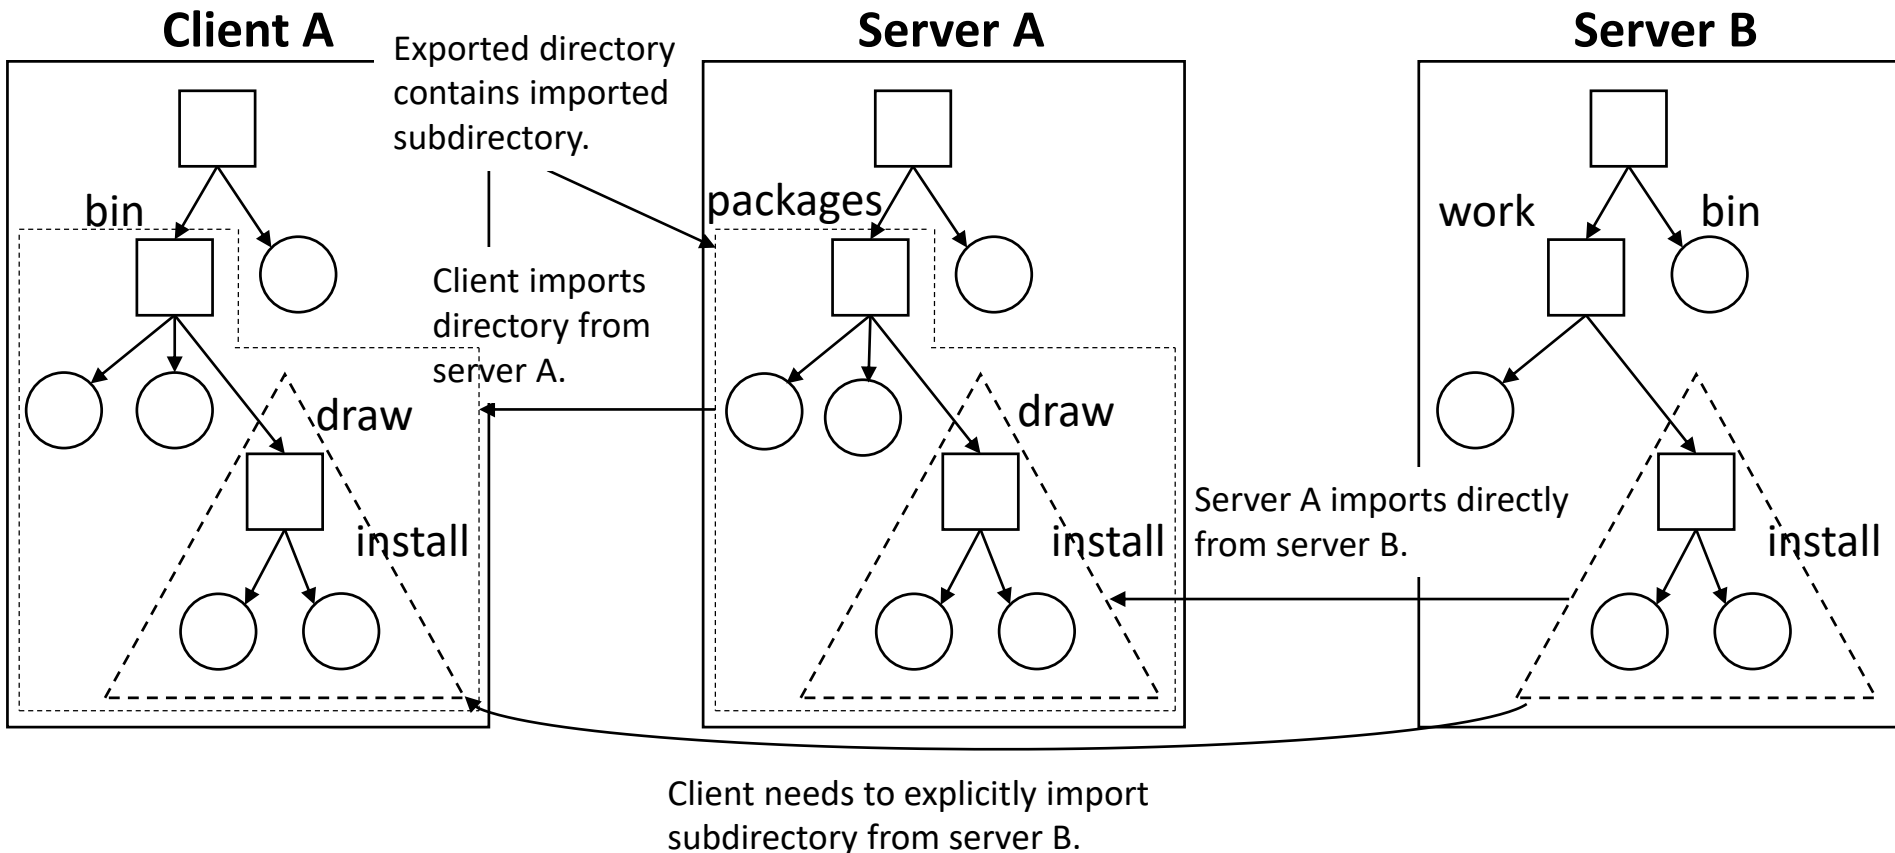 Client A
Server A
Server B
Exported directory
contains imported
subdirectory.
bin
packages
work
bin
Client imports
directory from
server A.
draw
draw
Server A imports directly
from server B.
install
install
install
Client needs to explicitly import
subdirectory from server B.